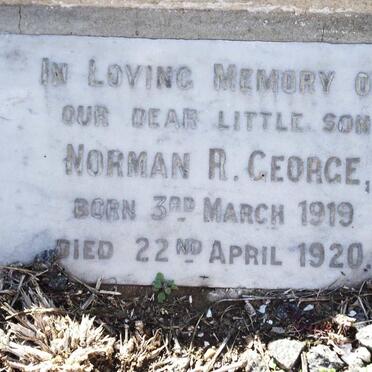 IN LOVING MEMORY O
OUR DEAR LITTLE SON
NORMAN R. GEORGE,
BORN 3RD MARCH 1919
DIED 22ND APRIL 1920